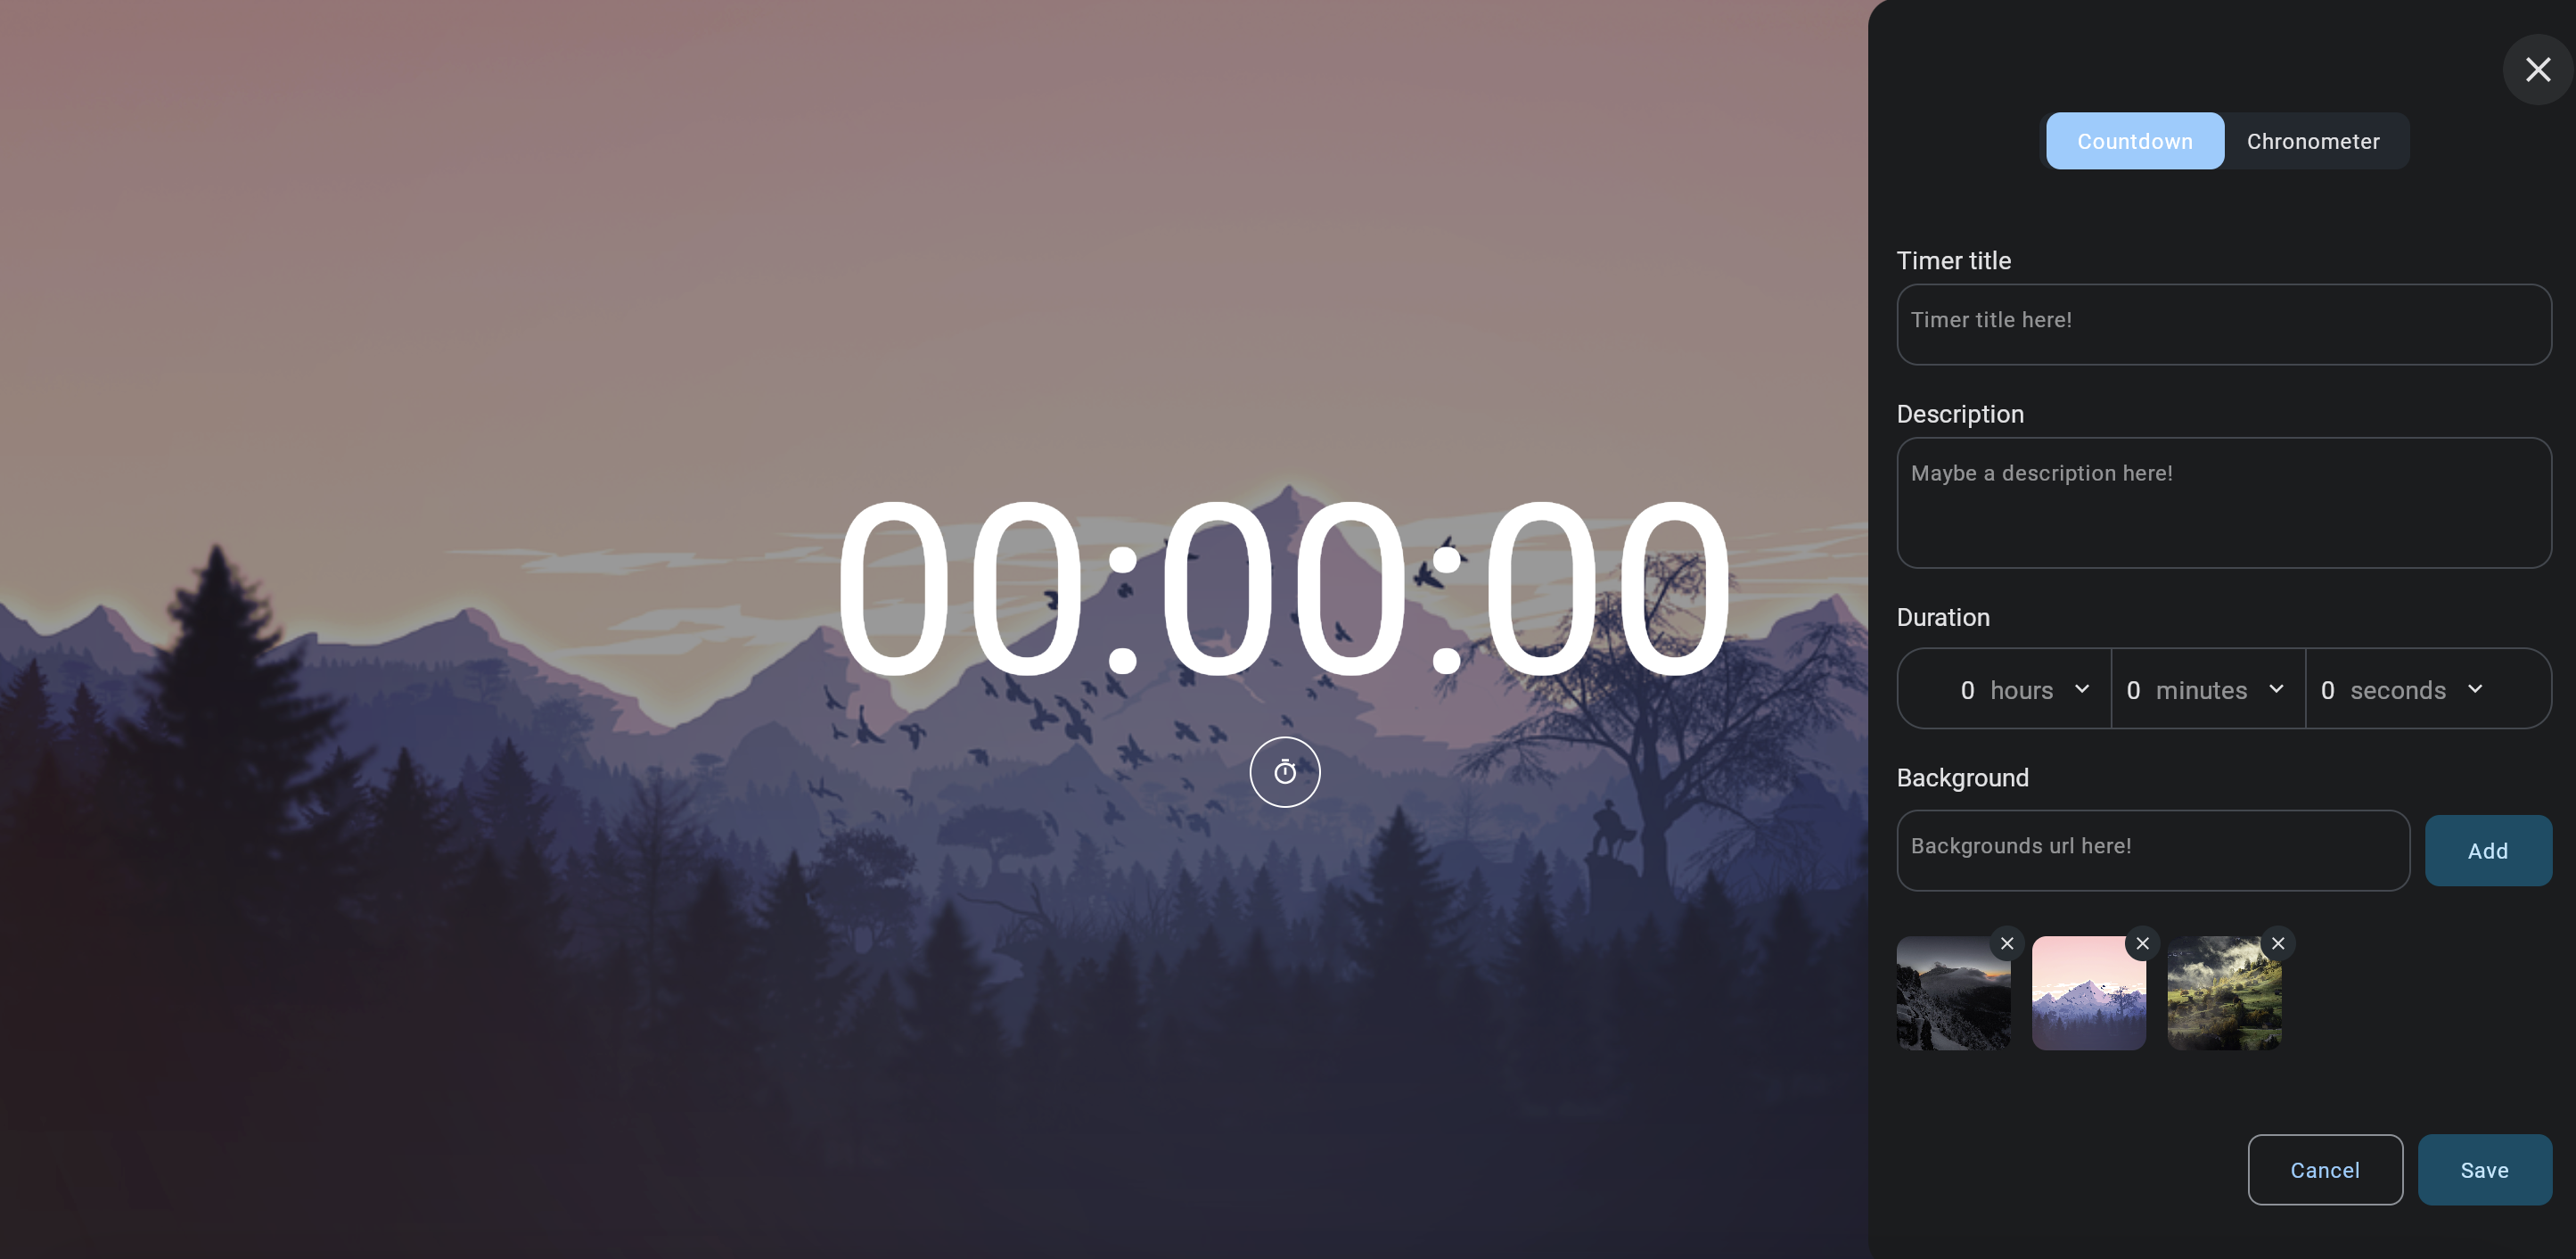 00:00:00
Countdown Chronometer
Timer title
Timer title here!
Description
Maybe a description here!
Duration
0 hours 0 minutes 0 seconds
Background
Backgrounds url here! Add
Cancel Save